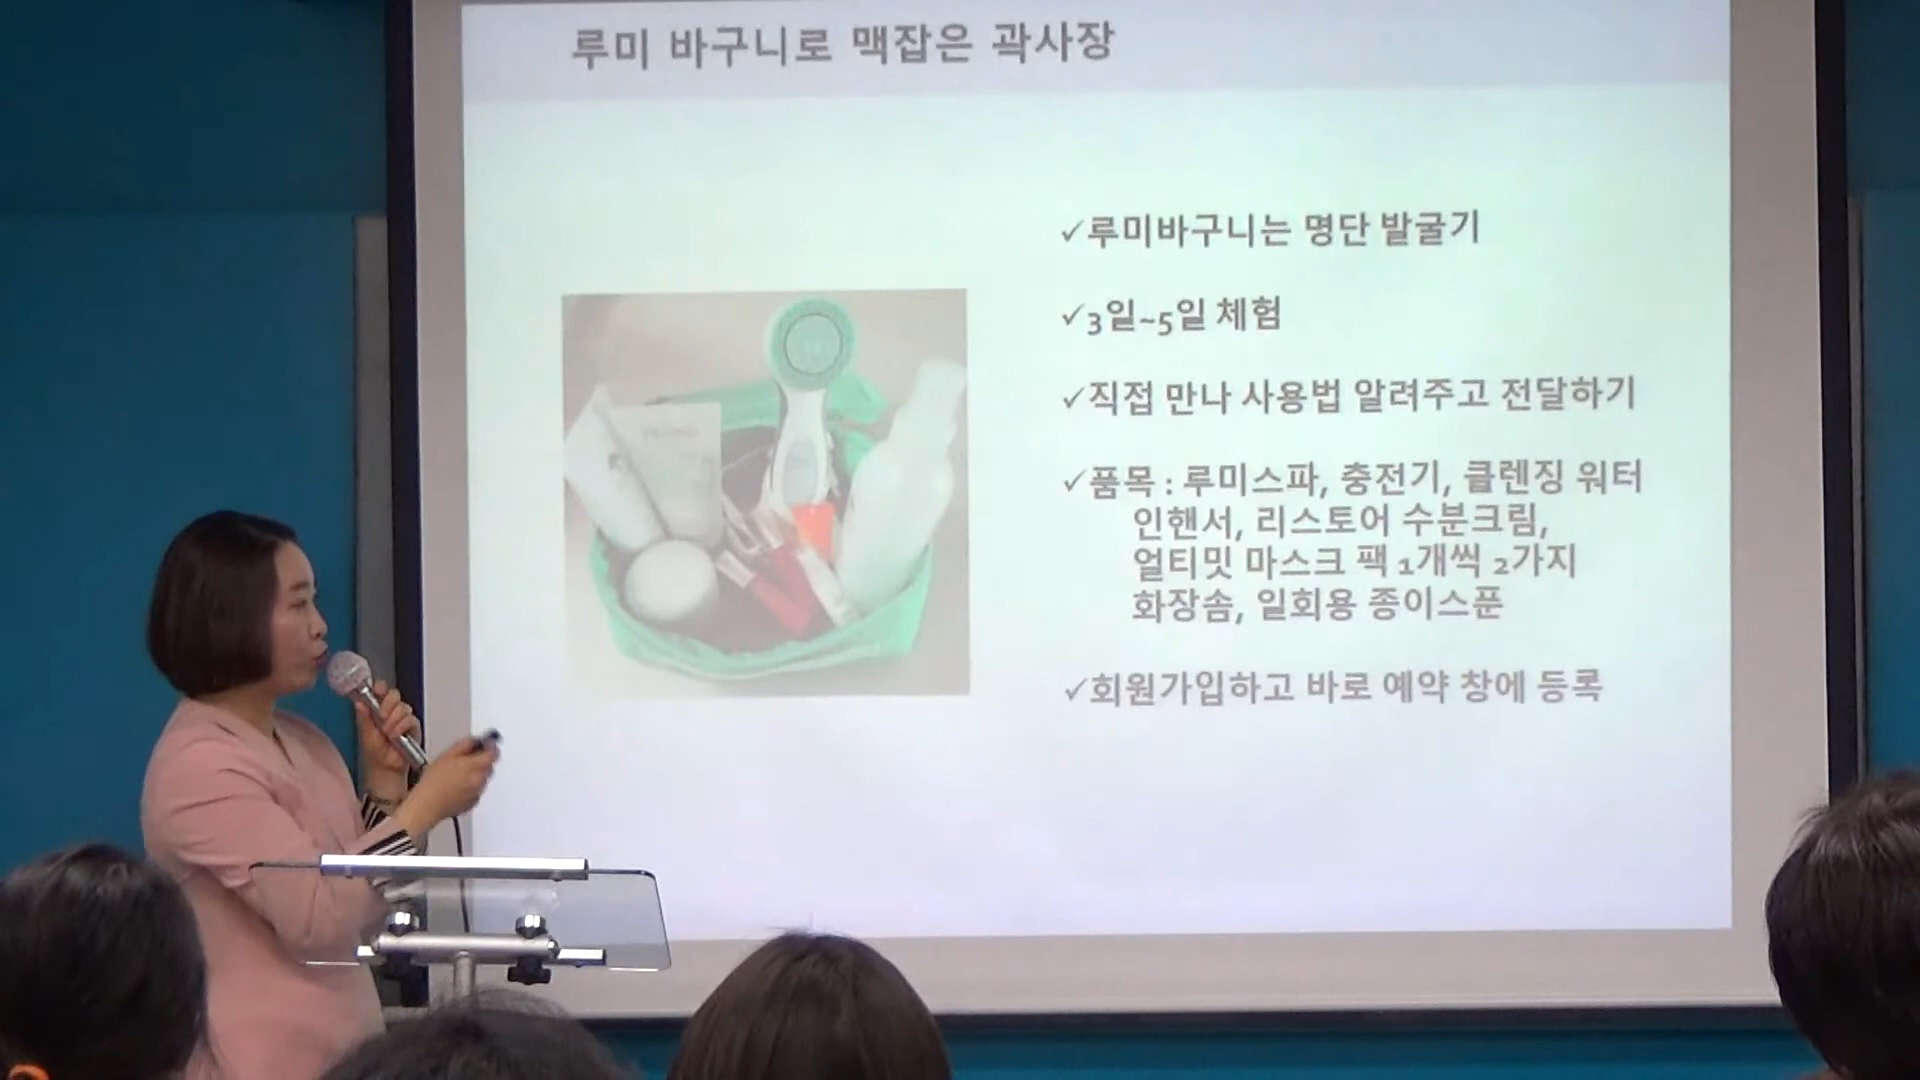 루미 바구니로 맥잡은 곽사장
✓루미바구니는 명단 발굴기
✓3일~5일 체험
✓직접 만나 사용법 알려주고 전달하기
✓품목 : 루미스파, 충전기, 클렌징 워터
인핸서, 리스토어 수분크림,
얼티밋 마스크 팩 1개씩 2가지
화장솜, 일회용 종이스푼
✓회원가입하고 바로 예약 창에 등록